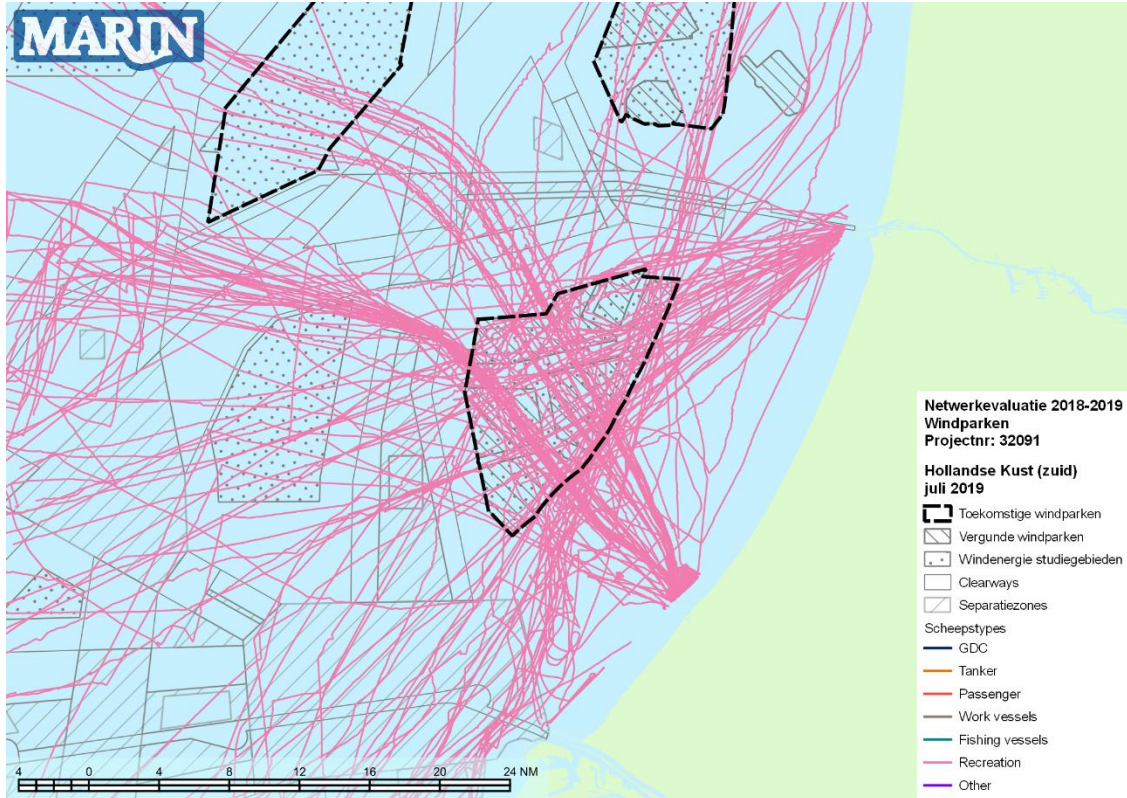 MARIN
Netwerkevaluatie 2018-2019
Windparken
Projectnr: 32091
Hollandse Kust (zuid)
juli 2019
Toekomstige windparken
Vergunde windparken
Windenergie studiegebieden
Clearways
Separatiezones
Scheepstypes
GDC
Tanker
Passenger
Work vessels
Fishing vessels
Recreation
Other
4 0 4 8 12 16 20 24 NM